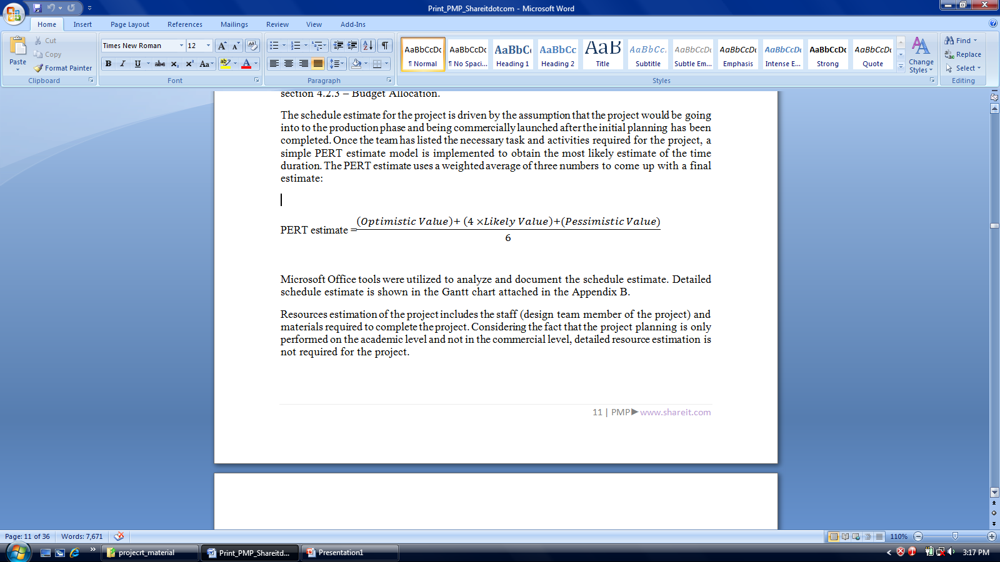 Print_PMP_Shareitdotcom - Microsoft Word
Home Insert Page Layout References Mailings Review View Add-Ins
Paste
Cut
Copy
Format Painter
Clipboard
Times New Roman 12
Font
Paragraph
AaBbCcDc AaBbCcDc AaBbC AaBbCc AaB AaBbCc. AaBbCcDc AaBbCcDc AaBbCcDc AaBbCcDc AaBbCcDc
¶ Normal ¶ No Spaci... Heading 1 Heading 2 Title Subtitle Subtle Em... Emphasis Intense E... Strong Quote
Change Styles
Styles
Find
Replace
Select
Editing
section 4.2.3 – Budget Allocation.
The schedule estimate for the project is driven by the assumption that the project would be going
into to the production phase and being commercially launched after the initial planning has been
completed. Once the team has listed the necessary task and activities required for the project, a
simple PERT estimate model is implemented to obtain the most likely estimate of the time
duration. The PERT estimate uses a weighted average of three numbers to come up with a final
estimate:
PERT estimate = (Optimistic Value)+ (4 ×Likely Value)+(Pessimistic Value)
6
Microsoft Office tools were utilized to analyze and document the schedule estimate. Detailed
schedule estimate is shown in the Gantt chart attached in the Appendix B.
Resources estimation of the project includes the staff (design team member of the project) and
materials required to complete the project. Considering the fact that the project planning is only
performed on the academic level and not in the commercial level, detailed resource estimation is
not required for the project.
11 | PMP►www.shareit.com
Page: 11 of 36 Words: 7,671 110%
projecrt_material Print_PMP_Shareitd... Presentation1 3:17 PM